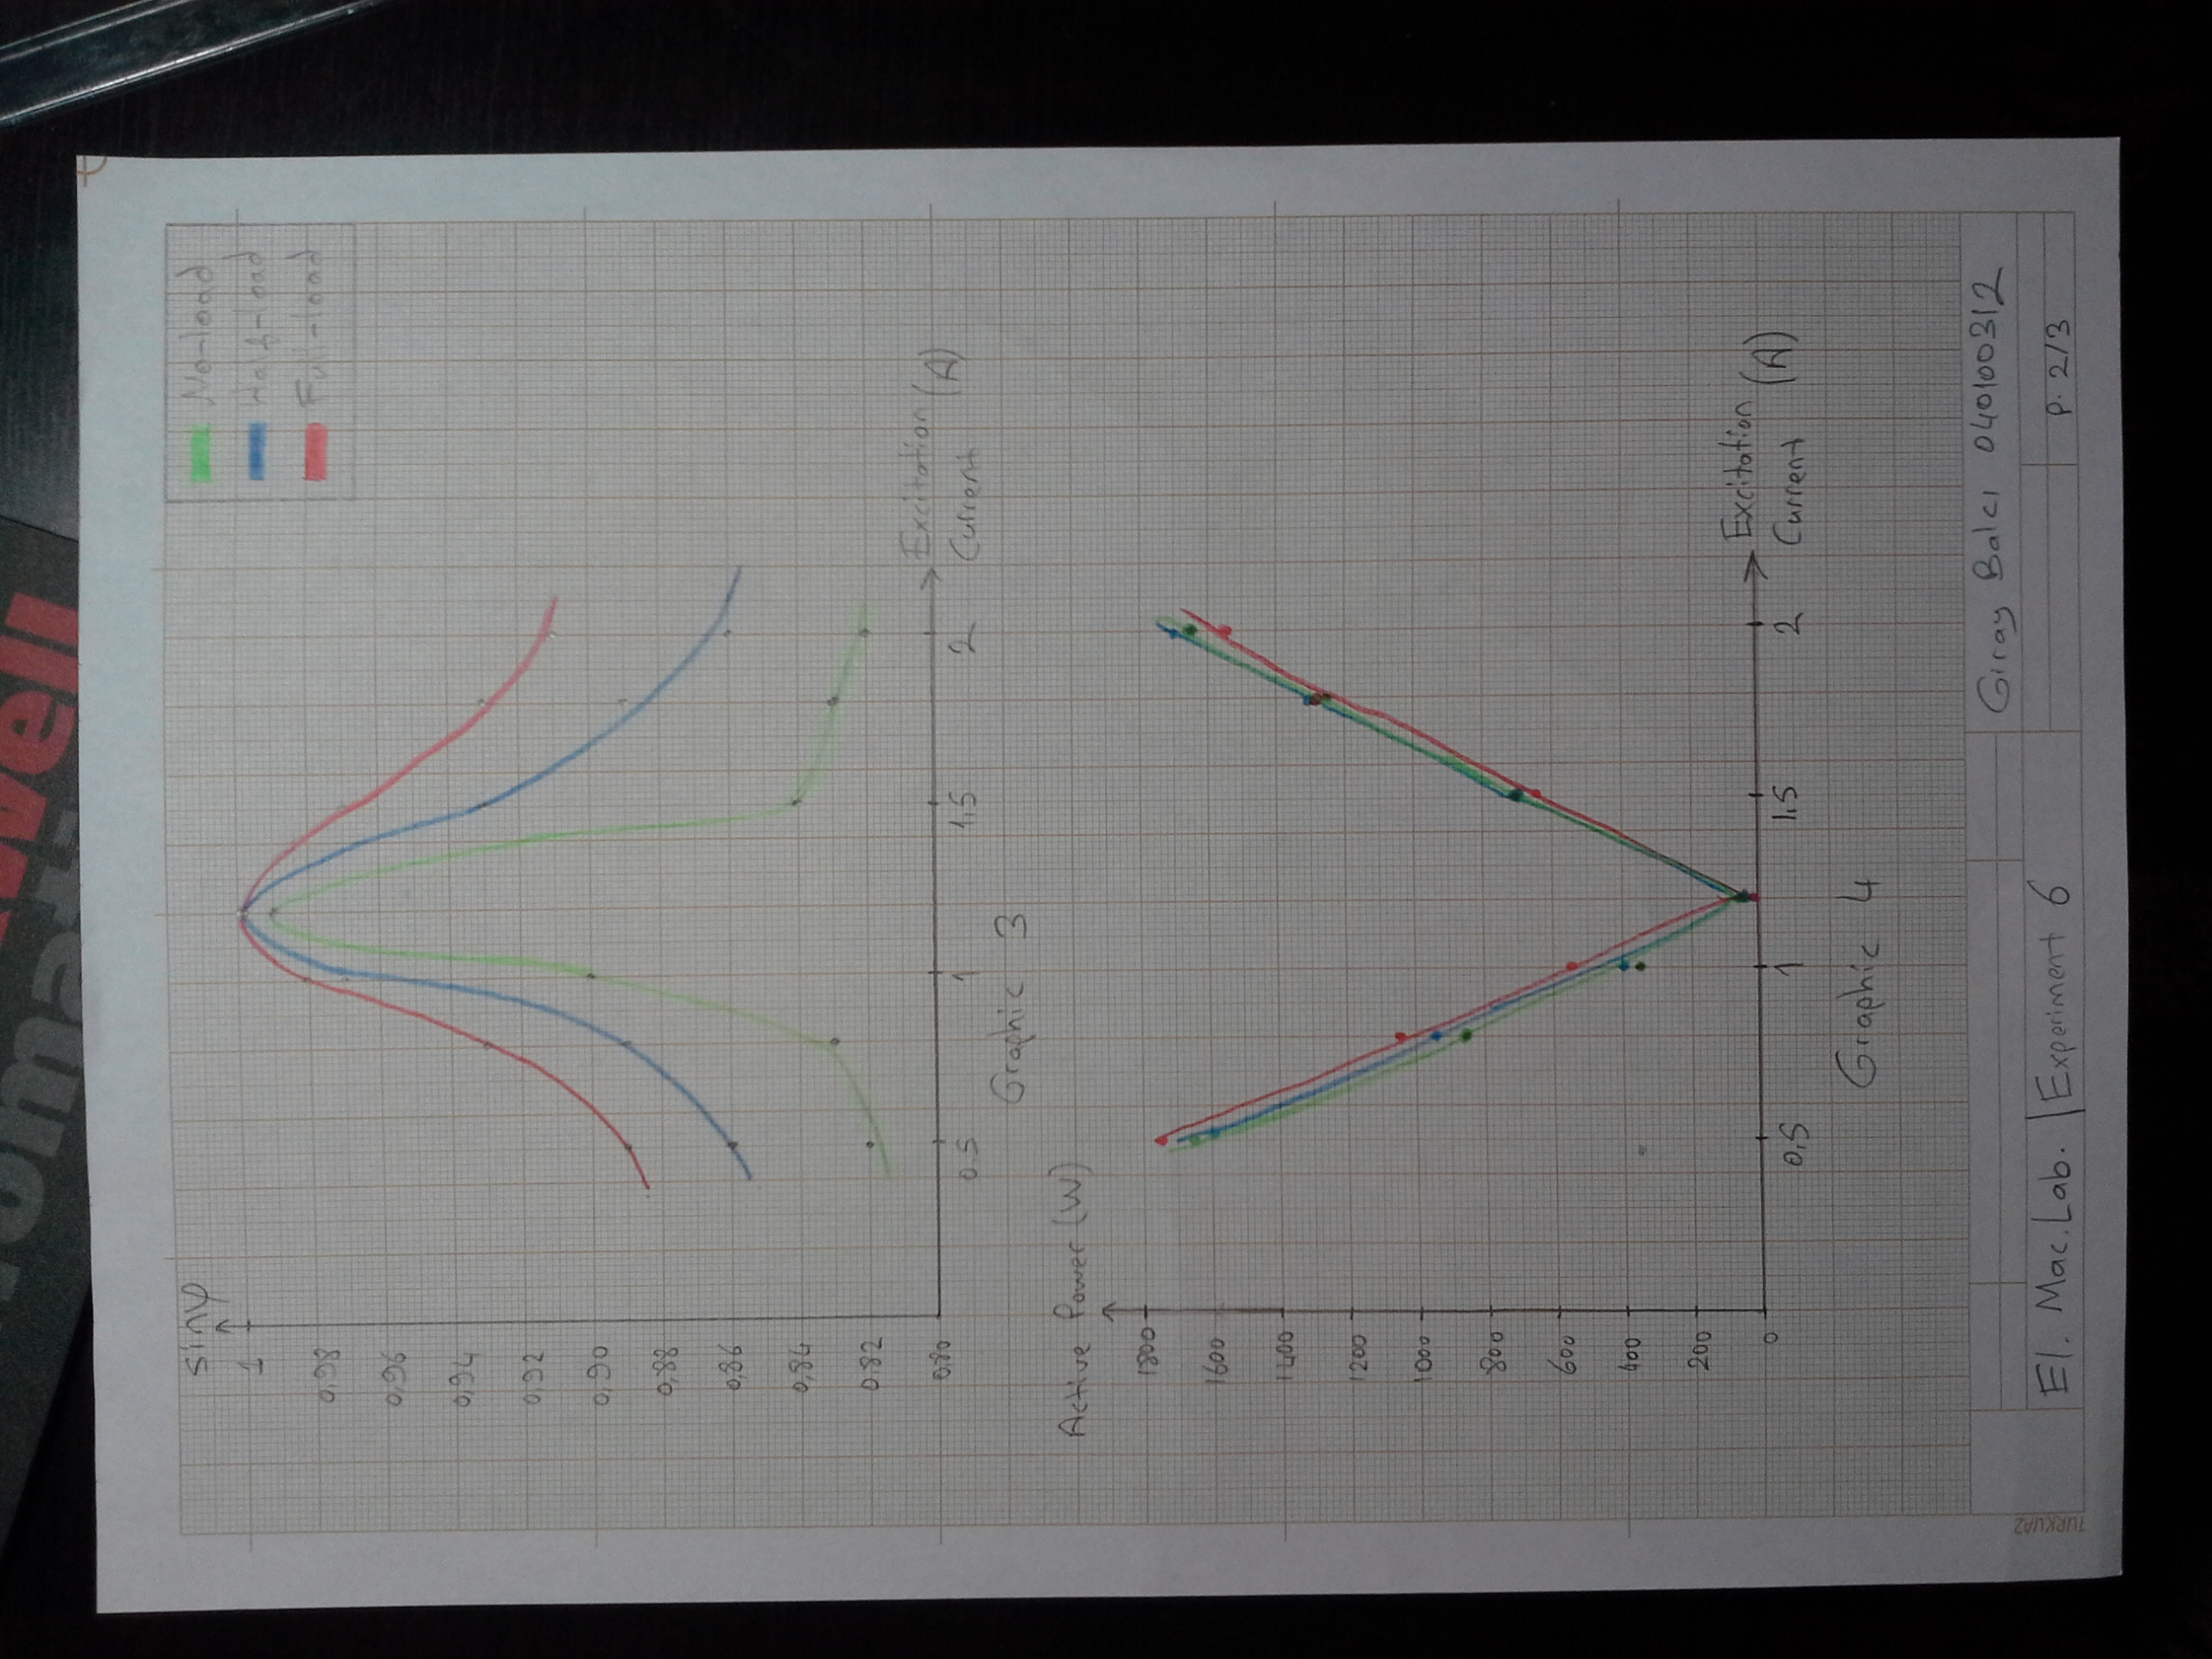 sinφ
1
0,98
0,96
0,94
0,92
0,90
0,88
0,86
0,84
0,82
0,80
0.5
1
1,5
2
Excitation
Current (A)
Graphic 3
No-load
Half-load
Full-load
Active Power (W)
1800
1600
1400
1200
1000
800
600
400
200
0
0,5
1
1,5
2
Excitation
Current (A)
Graphic 4
Giray Balcı 040100312
El. Mac. Lab. | Experiment 6
P. 2/3
TURKUAZ
well